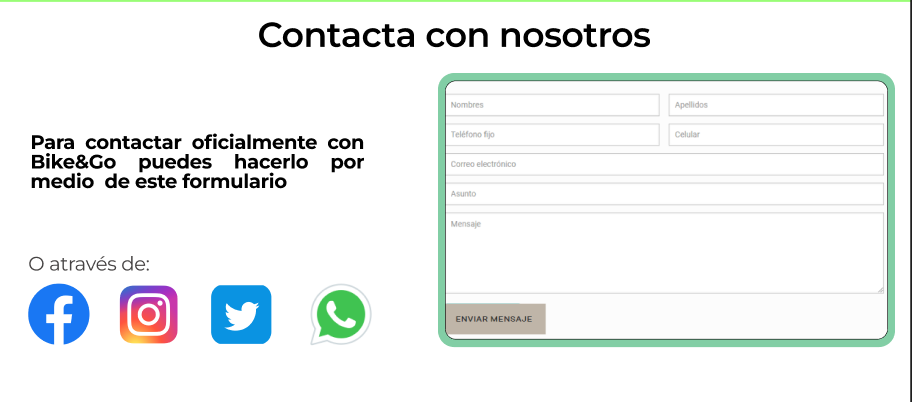 Contacta con nosotros
Para contactar oficialmente con
Bike&Go puedes hacerlo por
medio de este formulario
O através de:
Nombres
Apellidos
Teléfono fijo
Celular
Correo electrónico
Asunto
Mensaje
ENVIAR MENSAJE